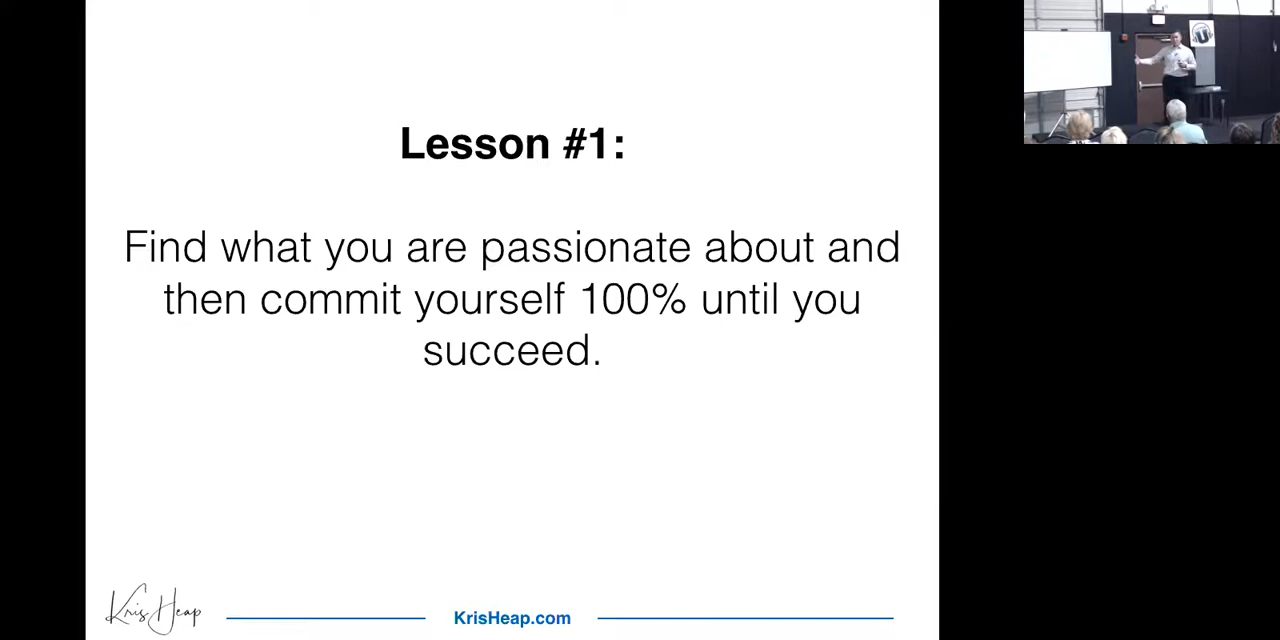 Lesson #1:
Find what you are passionate about and
then commit yourself 100% until you
succeed.
Kris Heap
KrisHeap.com
U